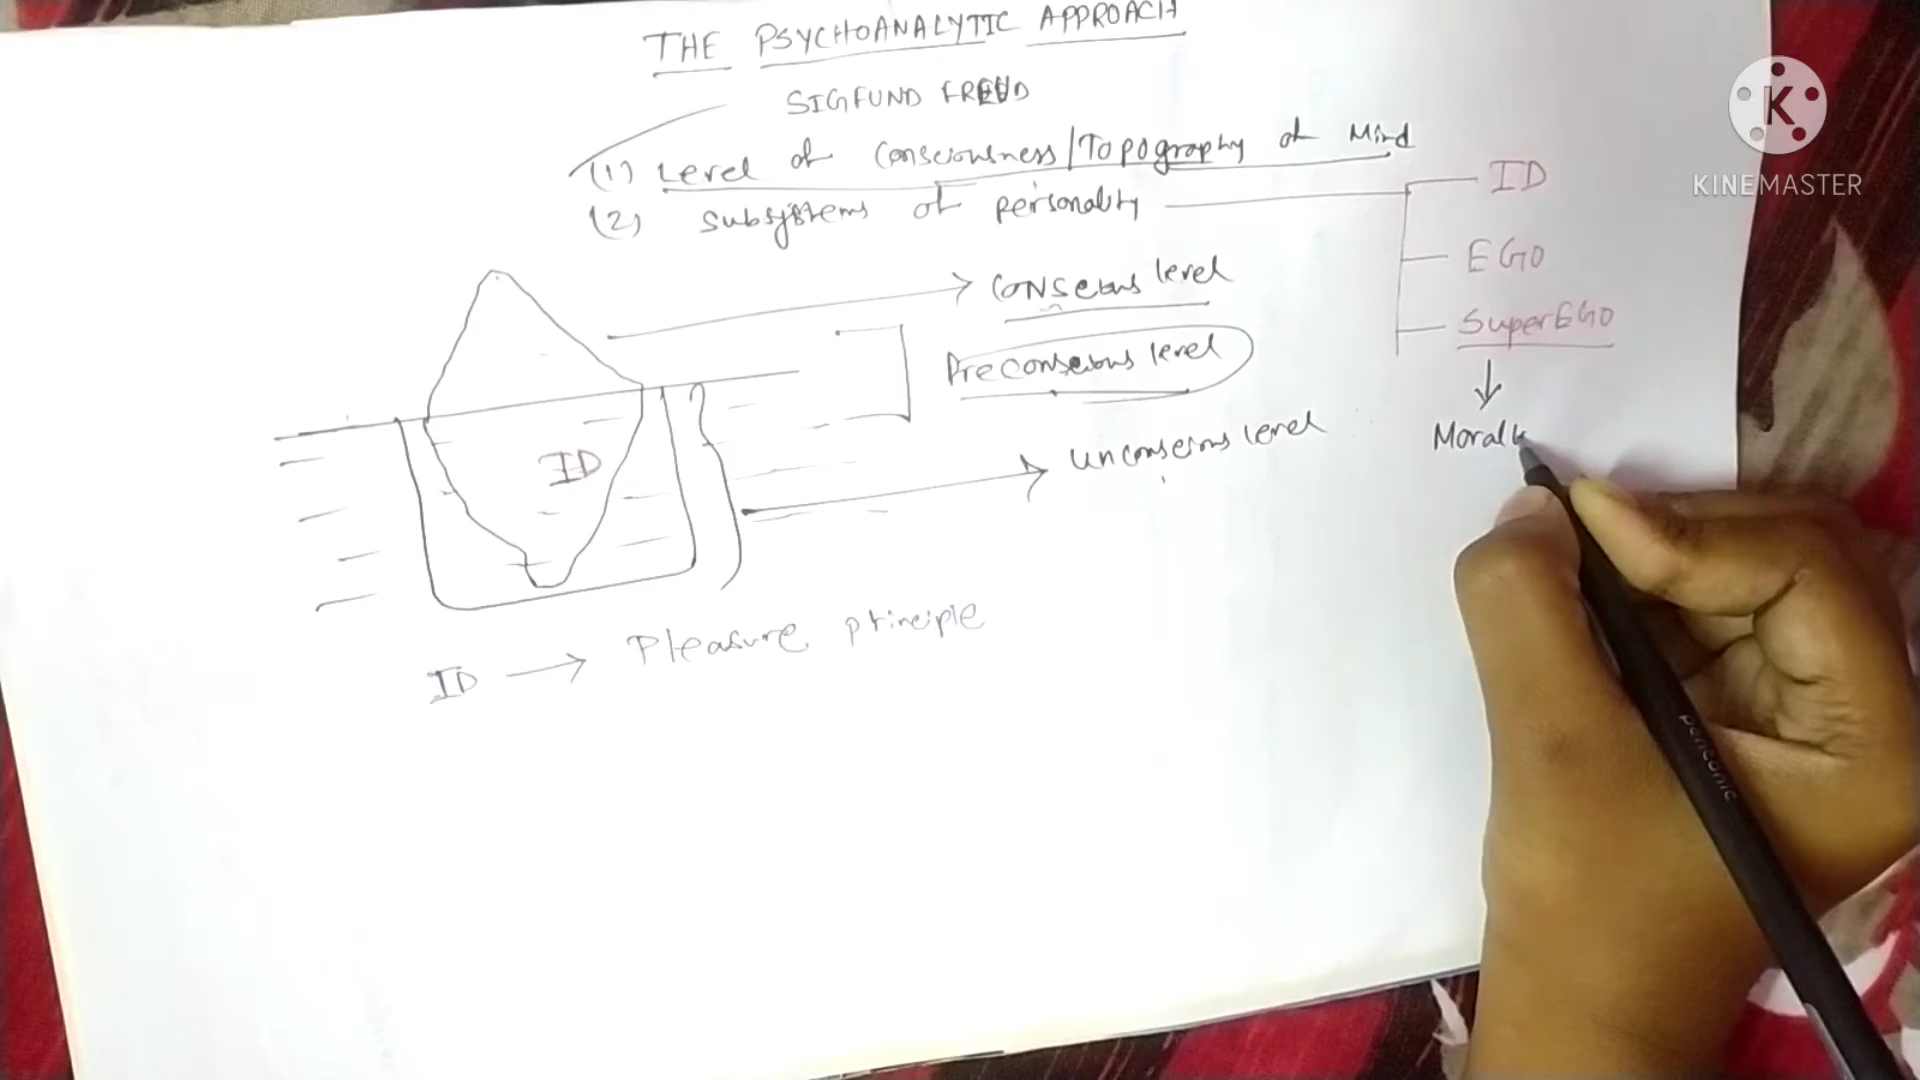 THE PSYCHOANALYTIC APPROACH
SIGFUND FREUD
(1) Level of Consciousness/Topography of Mind
(2) subsystems of personality
ID
EGO
SuperEGO
Moral
Conscious level
Preconscious level
Unconscious level
ID
ID → Pleasure principle
K
KINEMASTER
pentonic